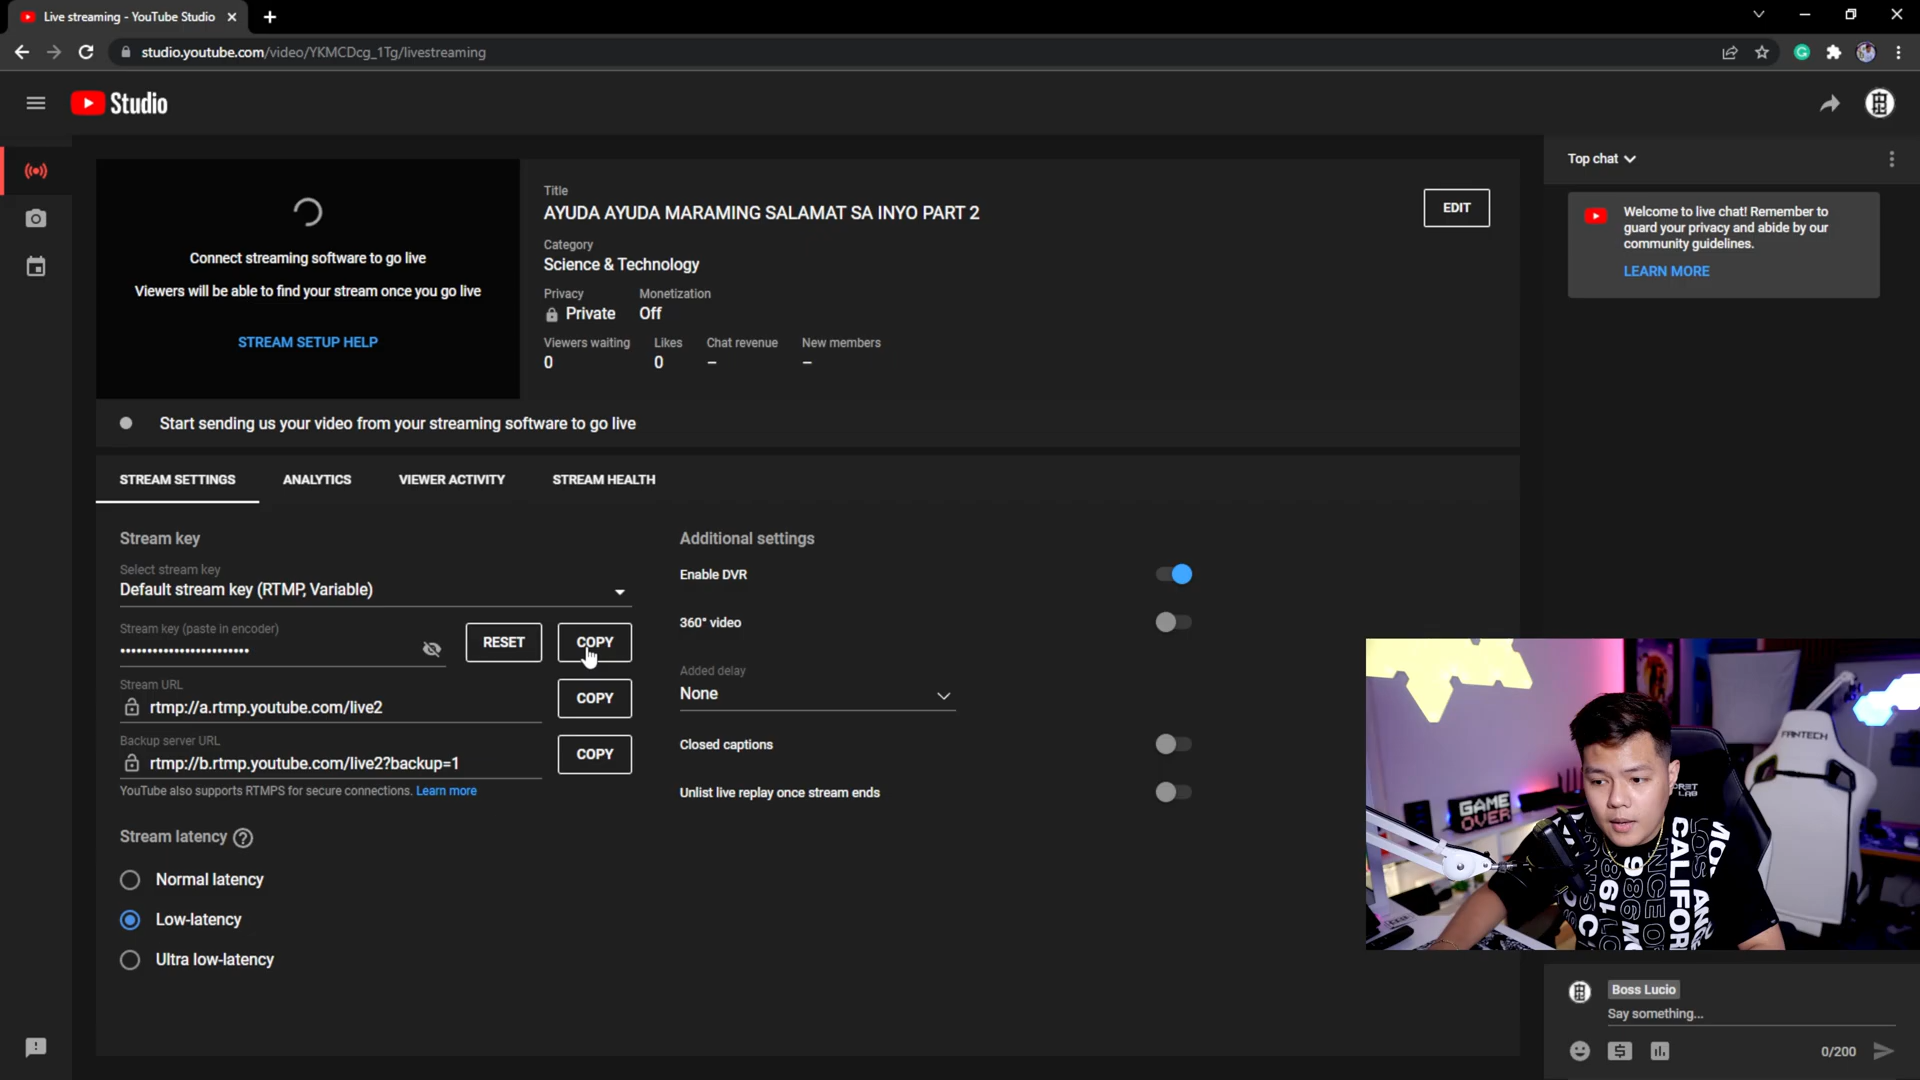 Live streaming - YouTube Studio
studio.youtube.com/video/YKMCDcg_1Tg/livestreaming
Studio
Connect streaming software to go live
Viewers will be able to find your stream once you go live
STREAM SETUP HELP
Title
AYUDA AYUDA MARAMING SALAMAT SA INYO PART 2
EDIT
Category
Science & Technology
Privacy Monetization
Private Off
Viewers waiting Likes Chat revenue New members
0 0 – –
Start sending us your video from your streaming software to go live
STREAM SETTINGS ANALYTICS VIEWER ACTIVITY STREAM HEALTH
Stream key
Select stream key
Default stream key (RTMP, Variable)
Stream key (paste in encoder)
••••••••••••••••••••••••
RESET COPY
Stream URL
rtmp://a.rtmp.youtube.com/live2
COPY
Backup server URL
rtmp://b.rtmp.youtube.com/live2?backup=1
COPY
YouTube also supports RTMPS for secure connections. Learn more
Stream latency
Normal latency
Low-latency
Ultra low-latency
Additional settings
Enable DVR
360° video
Added delay
None
Closed captions
Unlist live replay once stream ends
Top chat
Welcome to live chat! Remember to
guard your privacy and abide by our
community guidelines.
LEARN MORE
FANTECH
GAME
OVER
CALIFOR
Boss Lucio
Say something...
0/200